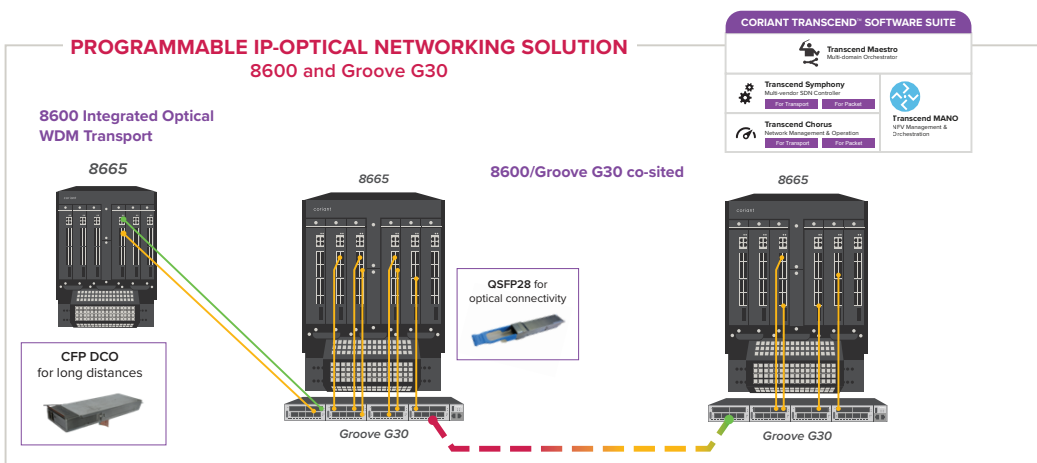 CORIANT TRANSCEND™ SOFTWARE SUITE
Transcend Maestro
Multi-domain Orchestrator
Transcend Symphony
Multi-vendor SDN Controller
For Transport
For Packet
Transcend Chorus
Network Management & Operation
For Transport
For Packet
Transcend MANO
NFV Management &
Orchestration
PROGRAMMABLE IP-OPTICAL NETWORKING SOLUTION
8600 and Groove G30
8600 Integrated Optical
WDM Transport
8665
8665
8600/Groove G30 co-sited
8665
coriant
coriant
coriant
QSFP28 for
optical connectivity
CFP DCO
for long distances
Groove G30
Groove G30